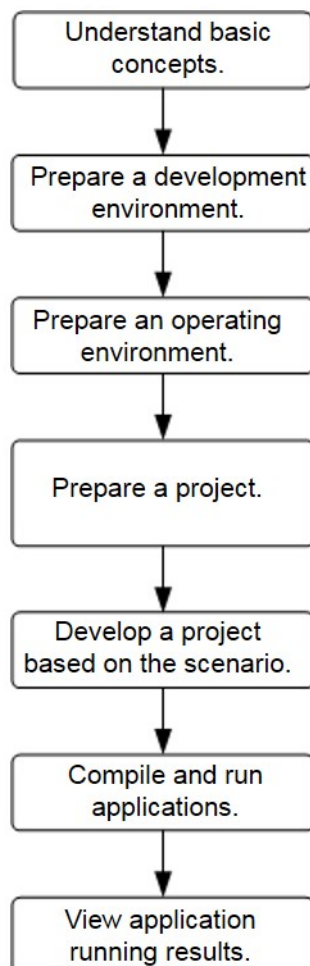 Understand basic
concepts.
Prepare a development
environment.
Prepare an operating
environment.
Prepare a project.
Develop a project
based on the scenario.
Compile and run
applications.
View application
running results.